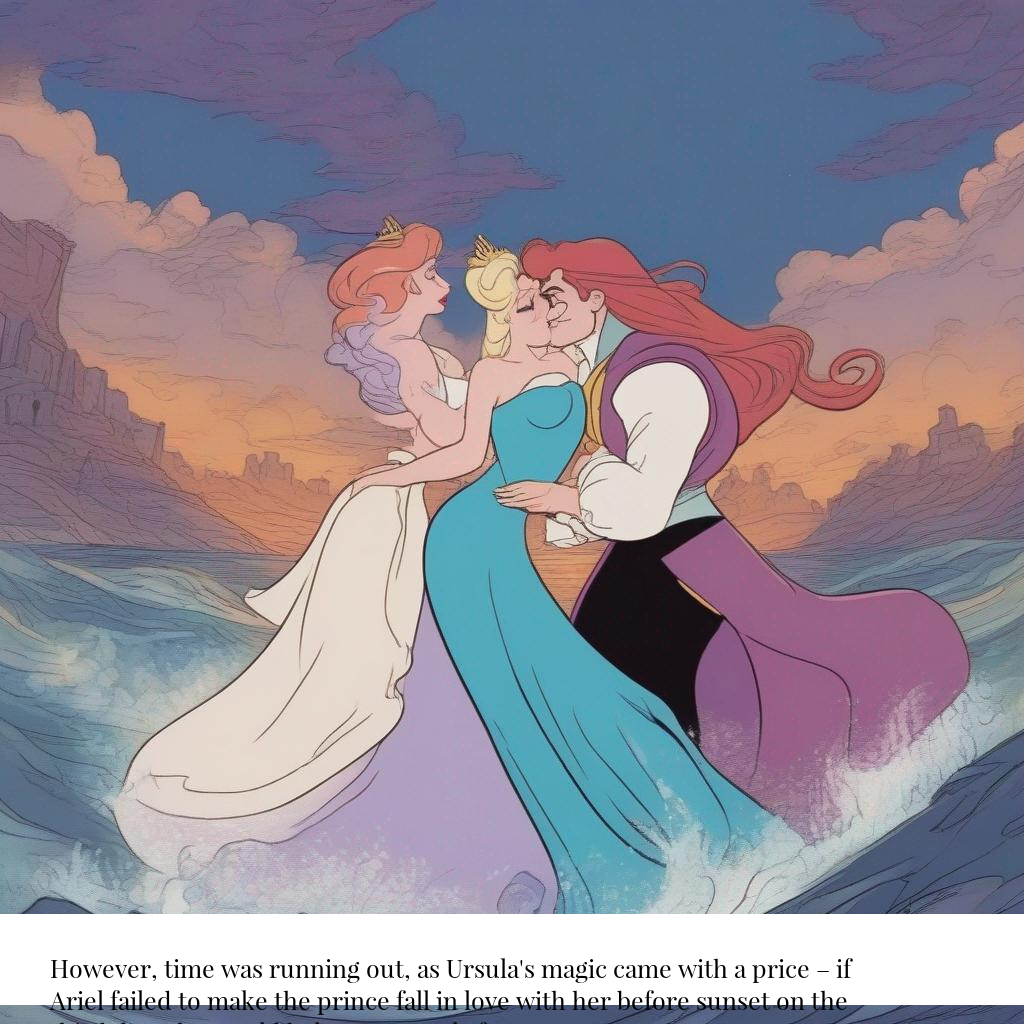 However, time was running out, as Ursula's magic came with a price – if
Ariel failed to make the prince fall in love with her before sunset on the